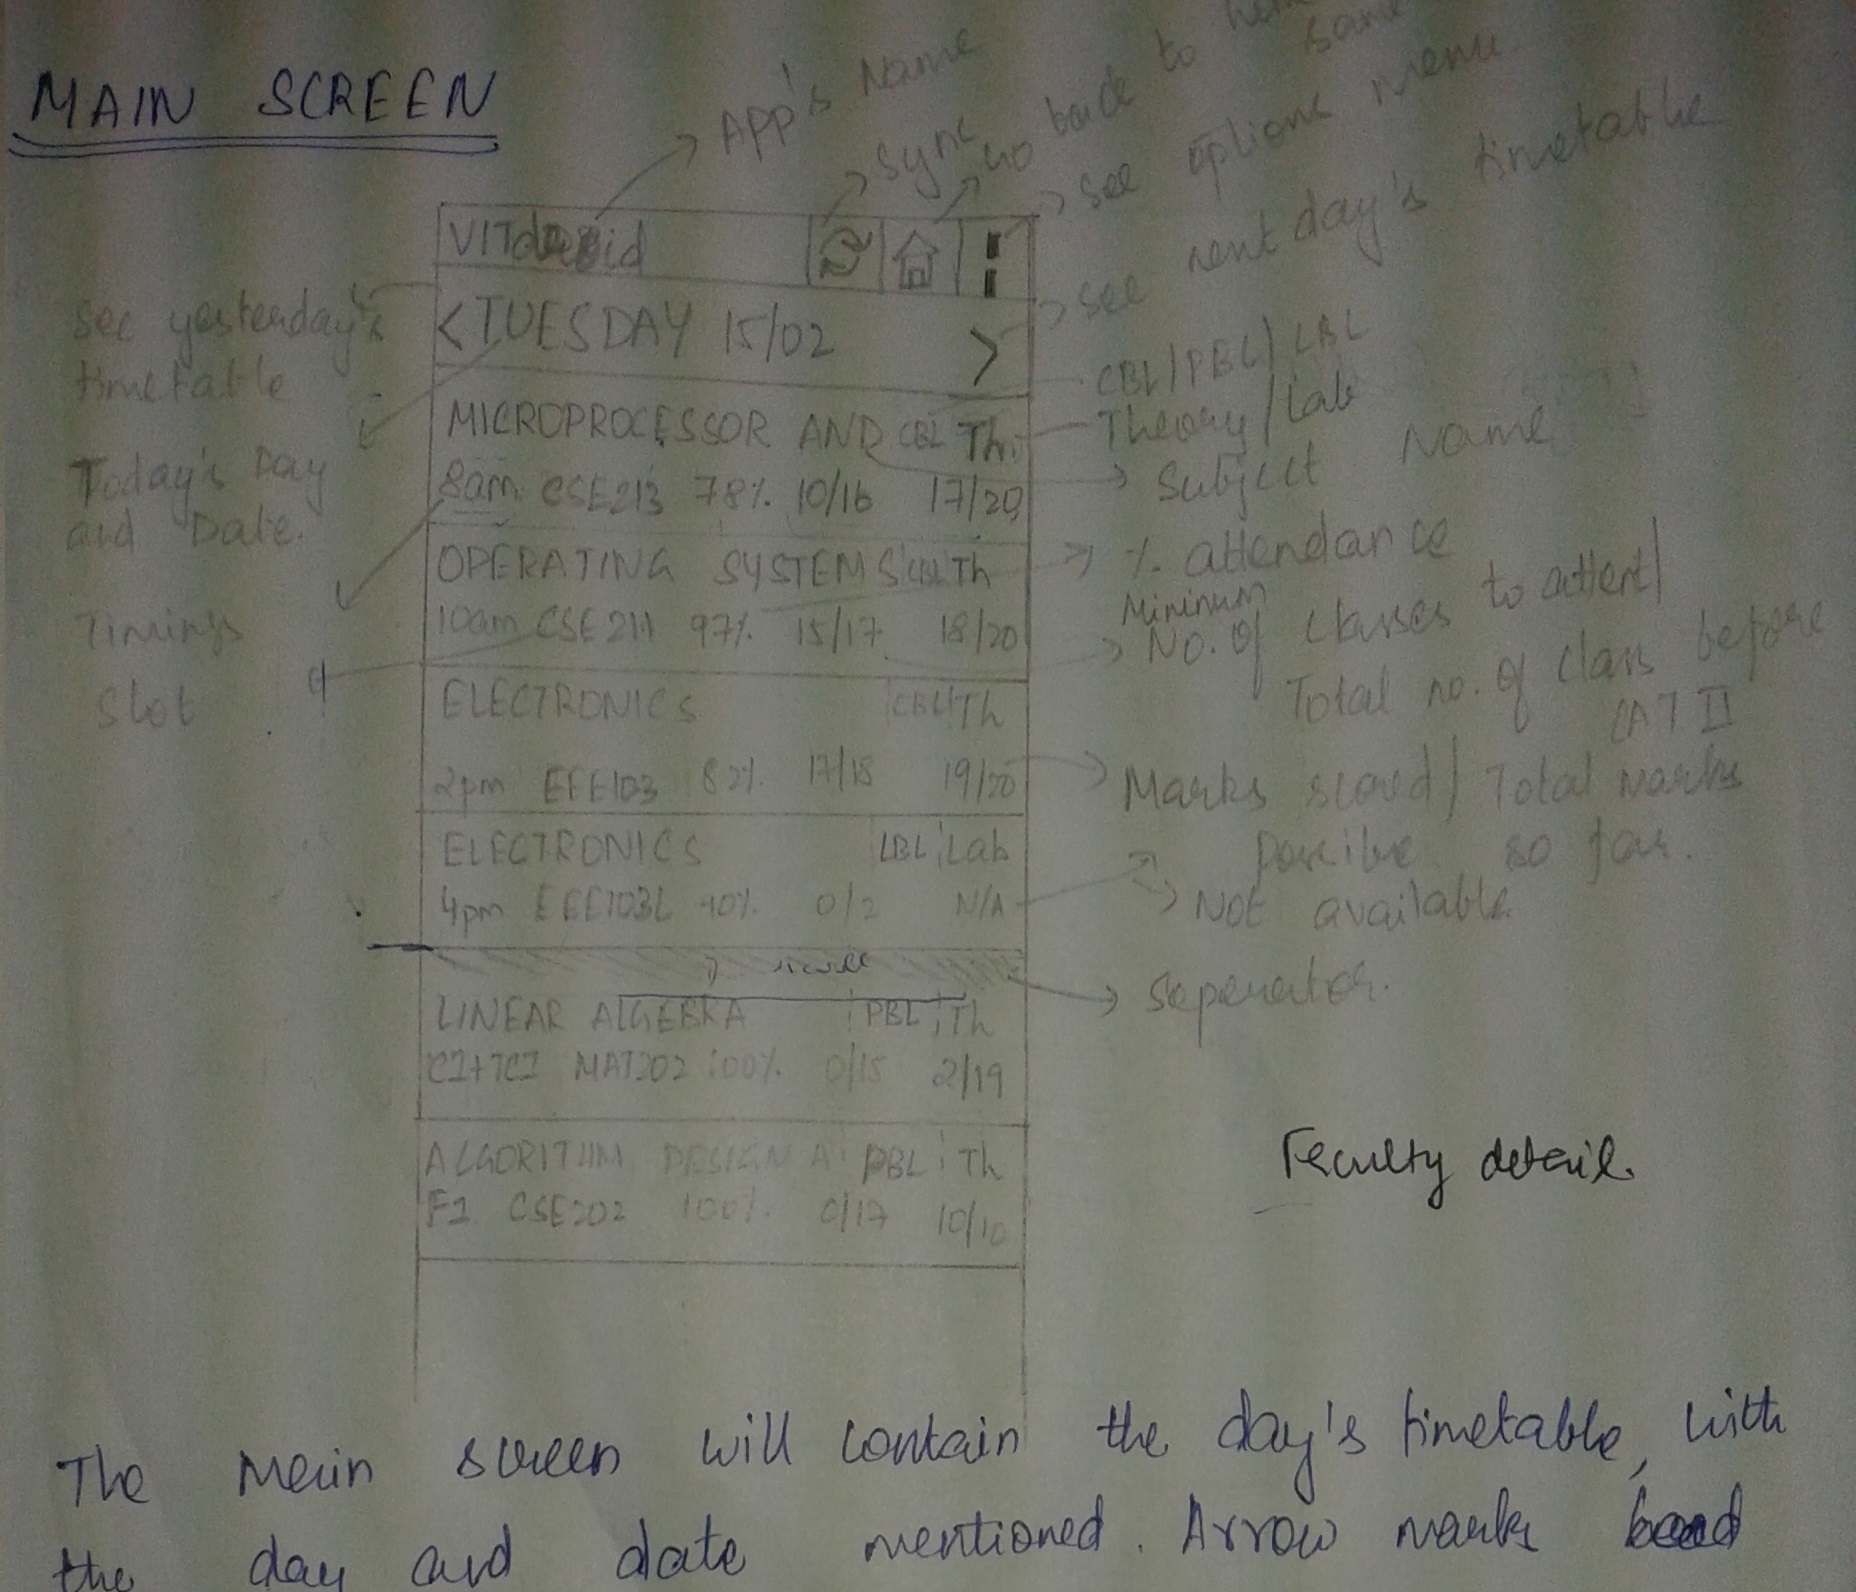 MAIN SCREEN
App's Name
Sync
Go back to
same
See options menu
See next day's timetable
VITdroid
See yesterday's
timetable
< TUESDAY 15/02 >
CBL/PBL/LBL
Theory/Lab
Today's Day
and Date.
MICROPROCESSOR AND CBL Th
8am CSE213 78% 10/16 17/20
Subject Name
% attendance
OPERATING SYSTEMS CBL Th
10am CSE211 97% 15/17 18/20
Minimum
No. of classes to attent/
Total no. of class before
CAT II
Timings
Slot
ELECTRONICS CBL Th
2pm EEE103 82% 17/18 19/20
Marks scored/Total Marks
Possible so far.
ELECTRONICS LBL Lab
4pm EEE103L 90% 0/2 N/A
Not available
scroll
Seperator.
LINEAR ALGEBRA PBL Th
C1+TC1 MAT202 100% 0/15 2/19
ALGORITHM DESIGN A PBL Th
F1 CSE202 100% 0/17 10/10
Faculty detail
The Main screen will contain the day's timetable, with
the day and date mentioned. Arrow marks